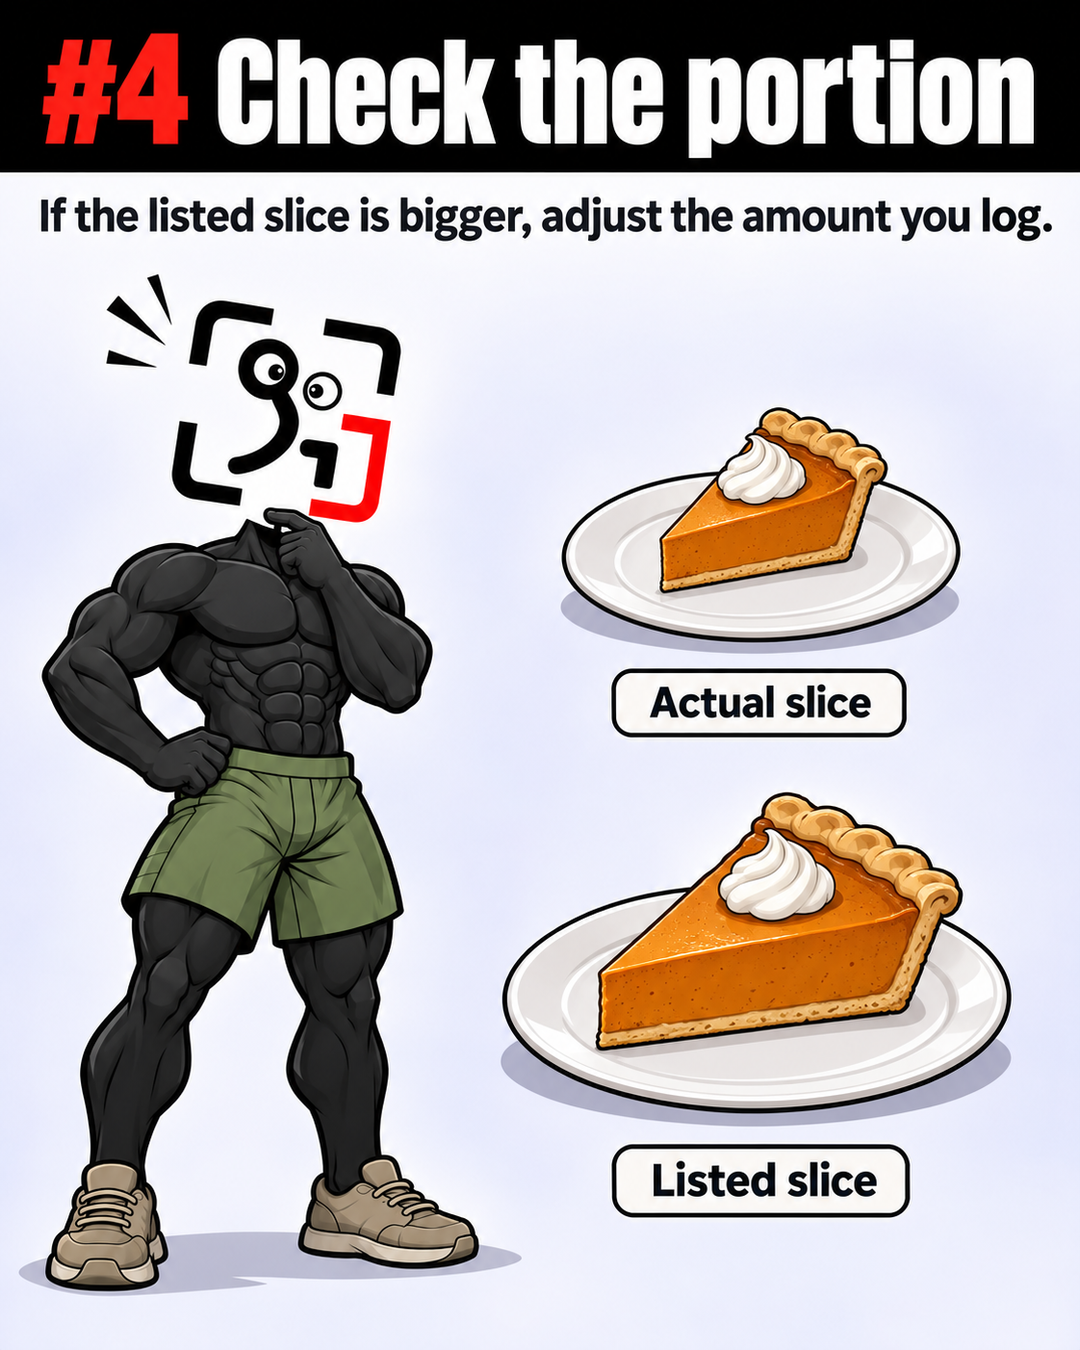 #4 Check the portion
If the listed slice is bigger, adjust the amount you log.
Actual slice
Listed slice